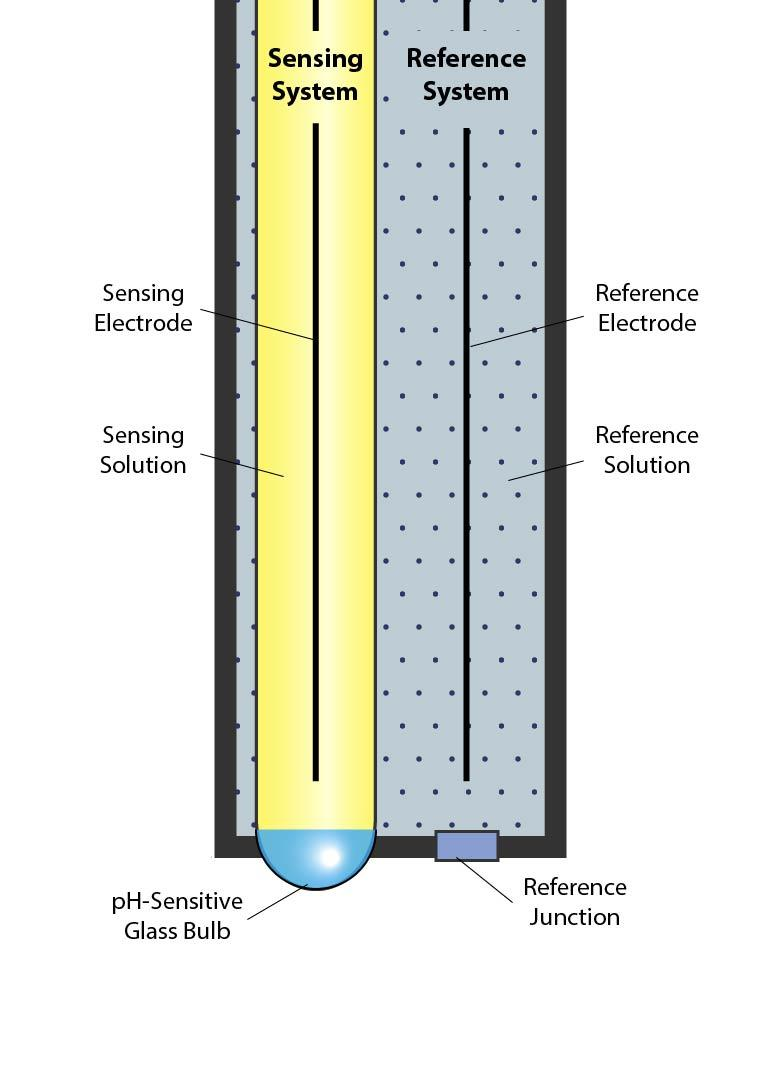 Sensing
System
Reference
System
Sensing
Electrode
Reference
Electrode
Sensing
Solution
Reference
Solution
pH-Sensitive
Glass Bulb
Reference
Junction